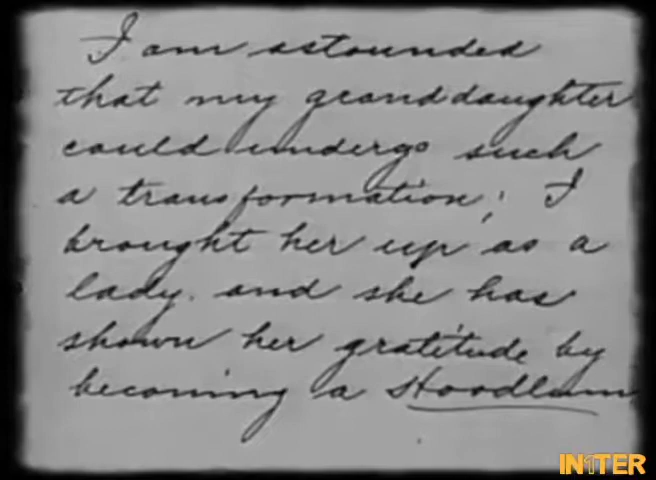 I am astounded
that my granddaughter
could undergo such
a transformation; I
brought her up as a
lady. and she has
shown her gratitude by
becoming a Hoodlum
IN1TER